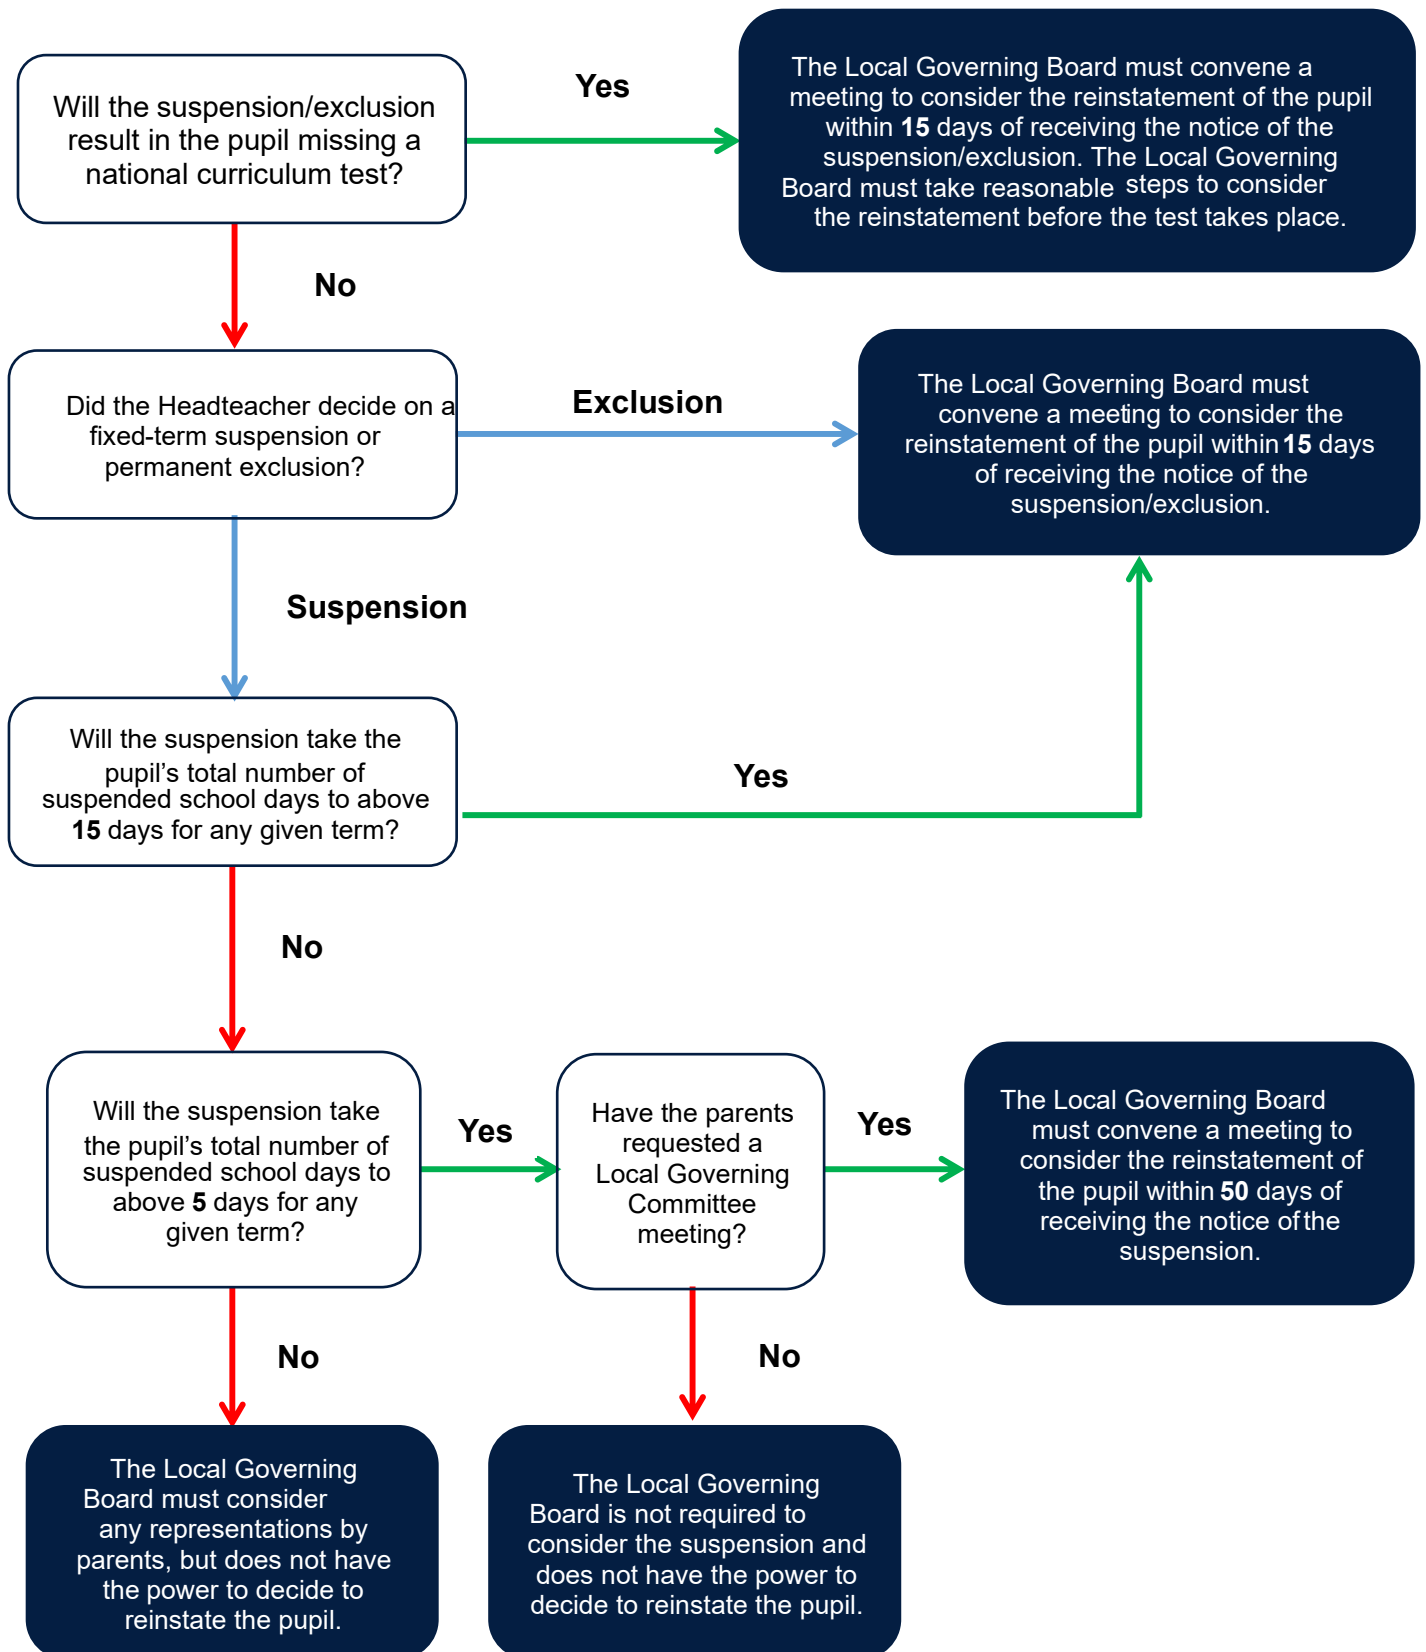 Will the suspension/exclusion
result in the pupil missing a
national curriculum test?
Yes
The Local Governing Board must convene a
meeting to consider the reinstatement of the pupil
within 15 days of receiving the notice of the
suspension/exclusion. The Local Governing
Board must take reasonable steps to consider
the reinstatement before the test takes place.
No
Did the Headteacher decide on a
fixed-term suspension or
permanent exclusion?
Exclusion
The Local Governing Board must
convene a meeting to consider the
reinstatement of the pupil within 15 days
of receiving the notice of the
suspension/exclusion.
Suspension
Will the suspension take the
pupil’s total number of
suspended school days to above
15 days for any given term?
Yes
No
Will the suspension take
the pupil’s total number of
suspended school days to
above 5 days for any
given term?
Yes
Have the parents
requested a
Local Governing
Committee
meeting?
Yes
The Local Governing Board
must convene a meeting to
consider the reinstatement of
the pupil within 50 days of
receiving the notice of the
suspension.
No
No
The Local Governing
Board must consider
any representations by
parents, but does not have
the power to decide to
reinstate the pupil.
The Local Governing
Board is not required to
consider the suspension and
does not have the power to
decide to reinstate the pupil.